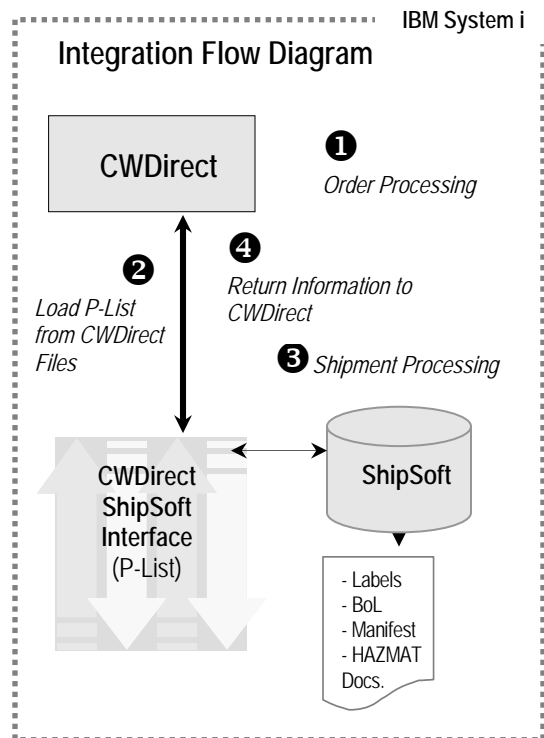 IBM System i
Integration Flow Diagram
CWDirect
❶
Order Processing
❷
Load P-List
from CWDirect
Files
❹
Return Information to
CWDirect
❸ Shipment Processing
CWDirect
ShipSoft
Interface
(P-List)
ShipSoft
- Labels
- BoL
- Manifest
- HAZMAT
Docs.